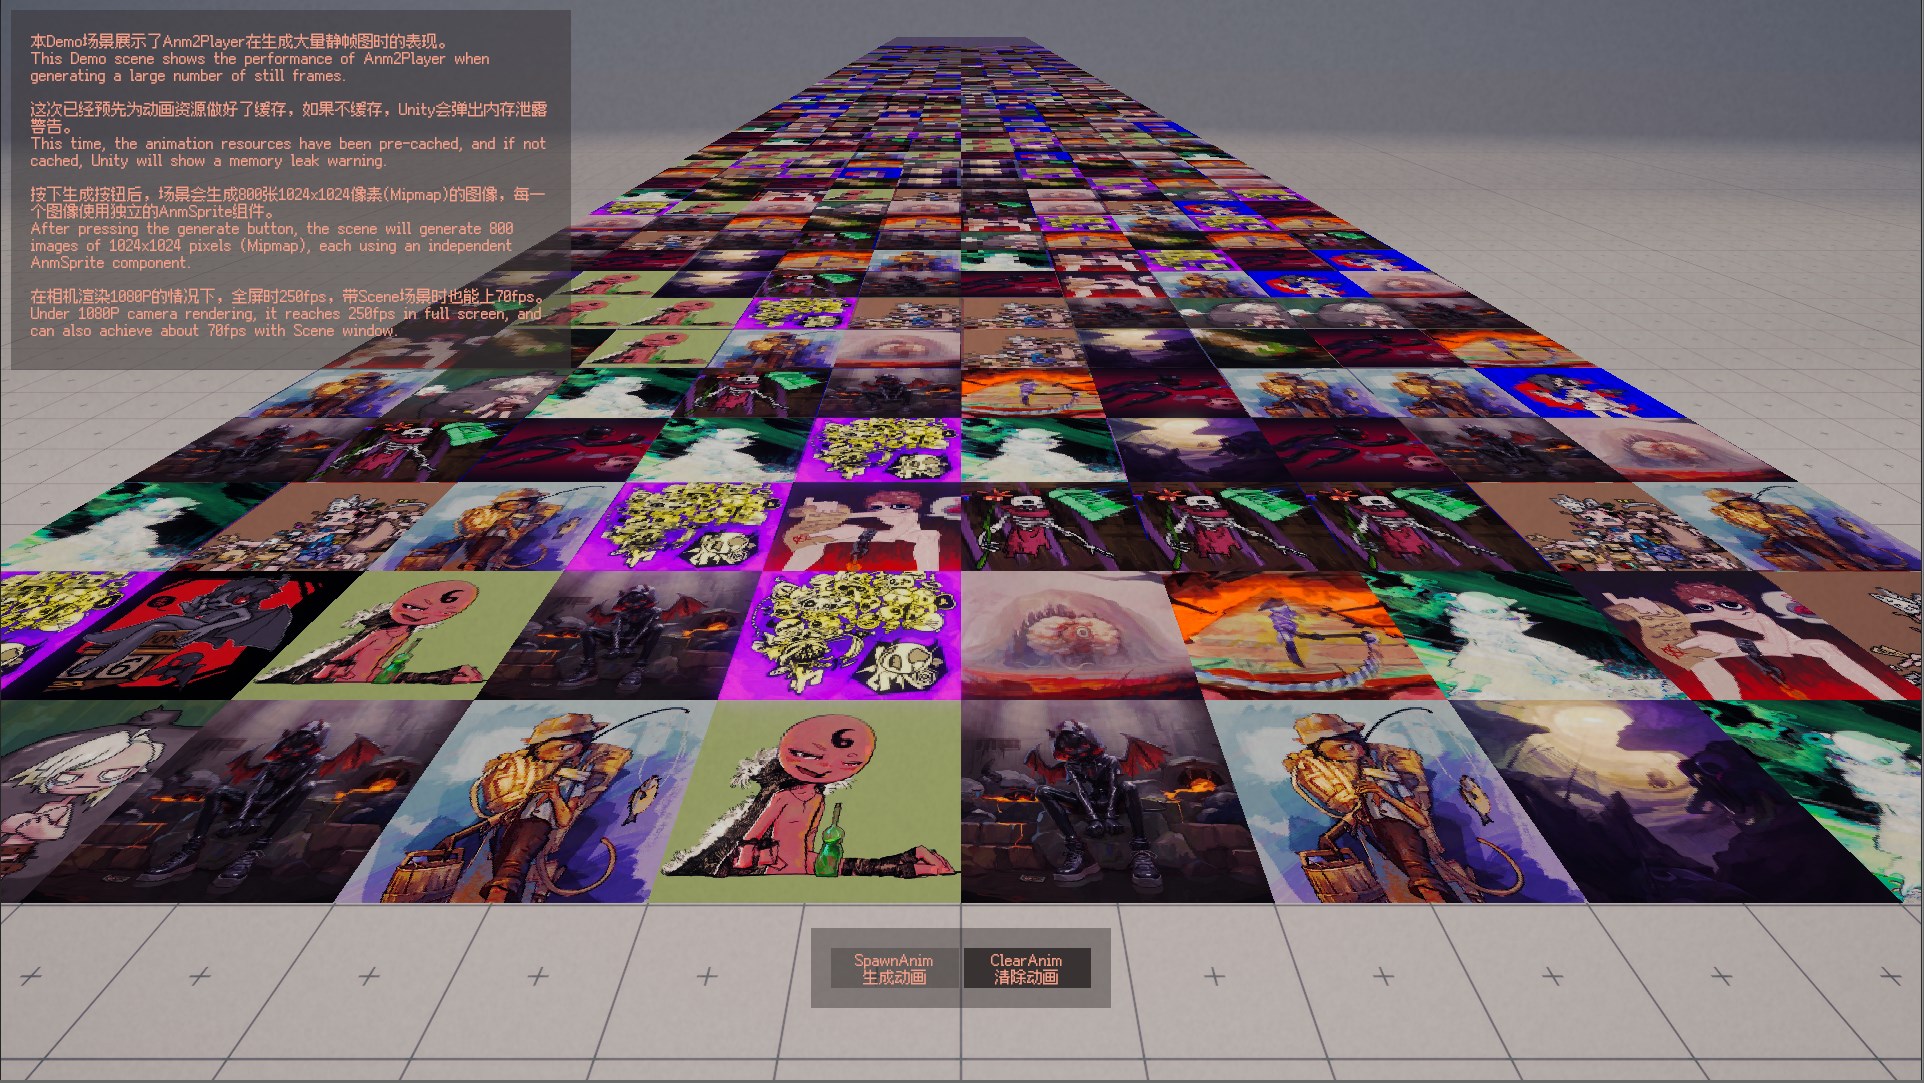 本Demo场景展示了Anm2Player在生成大量静帧图时的表现。
This Demo scene shows the performance of Anm2Player when
generating a large number of still frames.
这次已经预先为动画资源做好了缓存，如果不缓存，Unity会弹出内存泄露
警告。
This time, the animation resources have been pre-cached, and if not
cached, Unity will show a memory leak warning.
按下生成按钮后，场景会生成800张1024x1024像素(Mipmap)的图像，每一
个图像使用独立的AnmSprite组件。
After pressing the generate button, the scene will generate 800
images of 1024x1024 pixels (Mipmap), each using an independent
AnmSprite component.
在相机渲染1080P的情况下，全屏时250fps，带Scene场景时也能上70fps。
Under 1080P camera rendering, it reaches 250fps in full screen, and
can also achieve about 70fps with Scene window.
SpawnAnim
生成动画
ClearAnim
清除动画